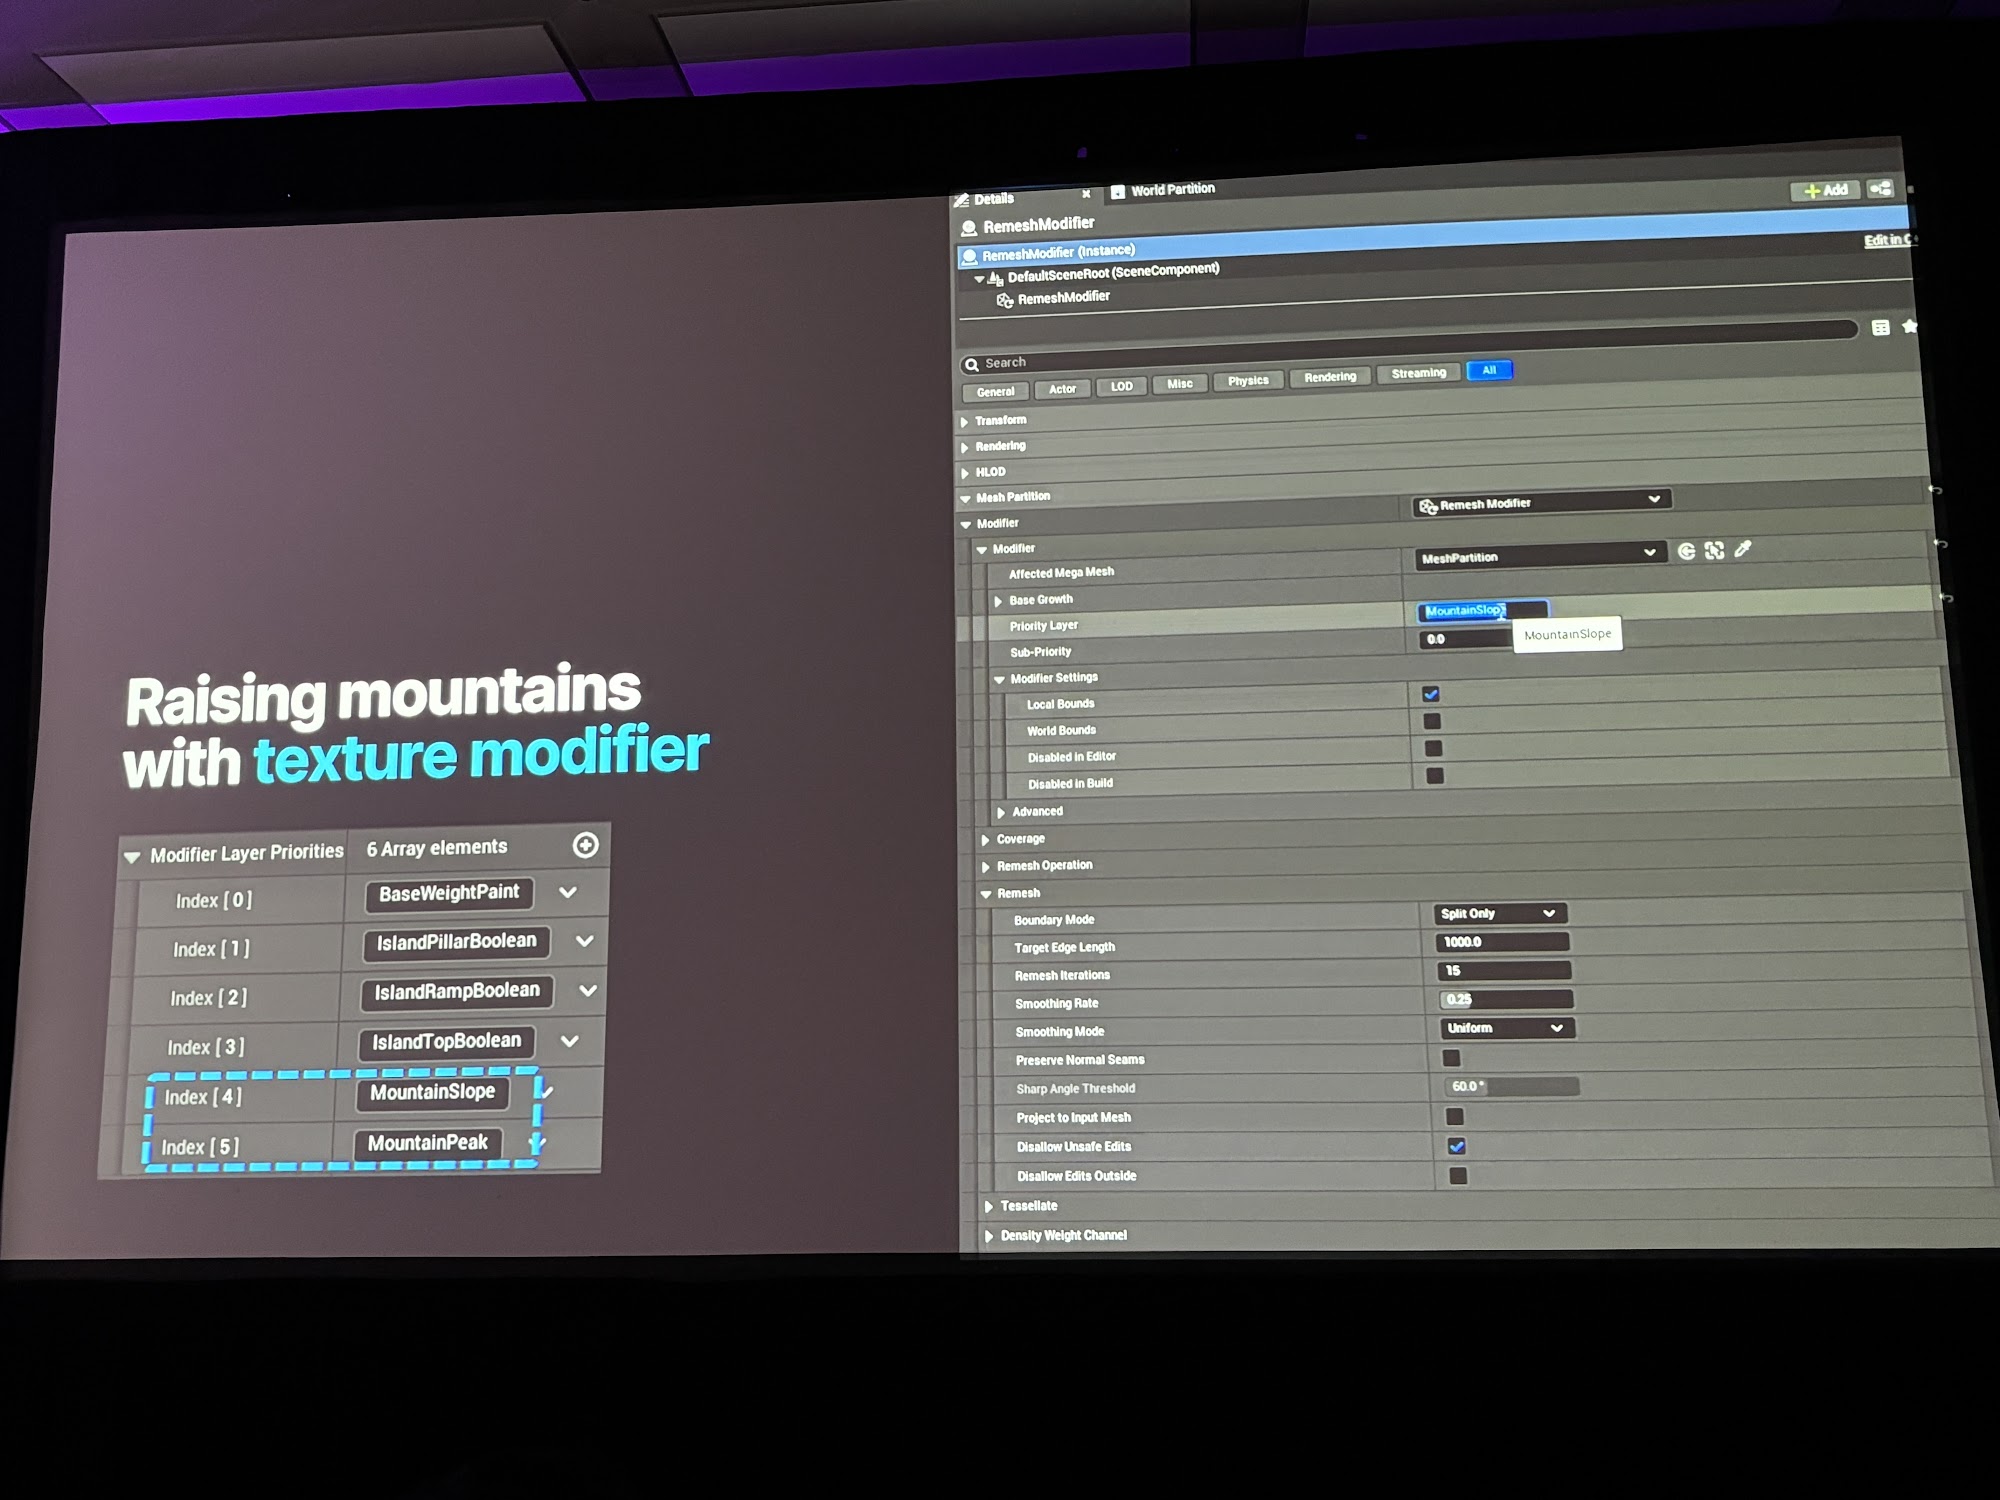 Raising mountains
with texture modifier
Modifier Layer Priorities 6 Array elements
Index [ 0 ] BaseWeightPaint
Index [ 1 ] IslandPillarBoolean
Index [ 2 ] IslandRampBoolean
Index [ 3 ] IslandTopBoolean
Index [ 4 ] MountainSlope
Index [ 5 ] MountainPeak
Details World Partition
RemeshModifier + Add
RemeshModifier (Instance) Edit in C
DefaultSceneRoot (SceneComponent)
RemeshModifier
Search
General Actor LOD Misc Physics Rendering Streaming All
Transform
Rendering
HLOD
Mesh Partition
Modifier Remesh Modifier
Modifier
Affected Mega Mesh MeshPartition
Base Growth
Priority Layer MountainSlop
Sub-Priority 0.0 MountainSlope
Modifier Settings
Local Bounds
World Bounds
Disabled in Editor
Disabled in Build
Advanced
Coverage
Remesh Operation
Remesh
Boundary Mode Split Only
Target Edge Length 1000.0
Remesh Iterations 15
Smoothing Rate 0.25
Smoothing Mode Uniform
Preserve Normal Seams
Sharp Angle Threshold 60.0 °
Project to Input Mesh
Disallow Unsafe Edits
Disallow Edits Outside
Tessellate
Density Weight Channel